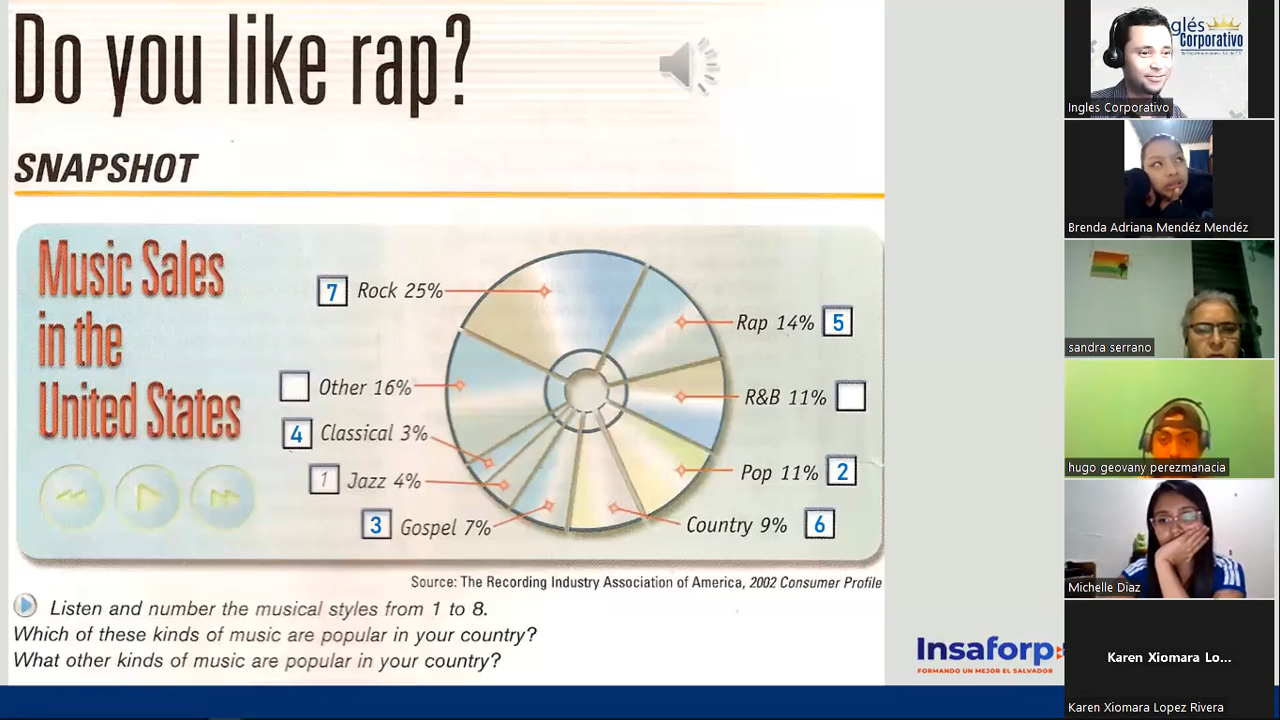 Do you like rap?
SNAPSHOT
Music Sales
in the
United States
7 Rock 25%
Other 16%
4 Classical 3%
1 Jazz 4%
3 Gospel 7%
Rap 14% 5
R&B 11%
Pop 11% 2
Country 9% 6
Source: The Recording Industry Association of America, 2002 Consumer Profile
Listen and number the musical styles from 1 to 8.
Which of these kinds of music are popular in your country?
What other kinds of music are popular in your country?
Insaforp
FORMANDO UN MEJOR EL SALVADOR
glés
Corporativo
Ingles Corporativo
Brenda Adriana Mendéz Mendéz
sandra serrano
hugo geovany perezmanacia
Michelle Diaz
Karen Xiomara Lo...
Karen Xiomara Lopez Rivera